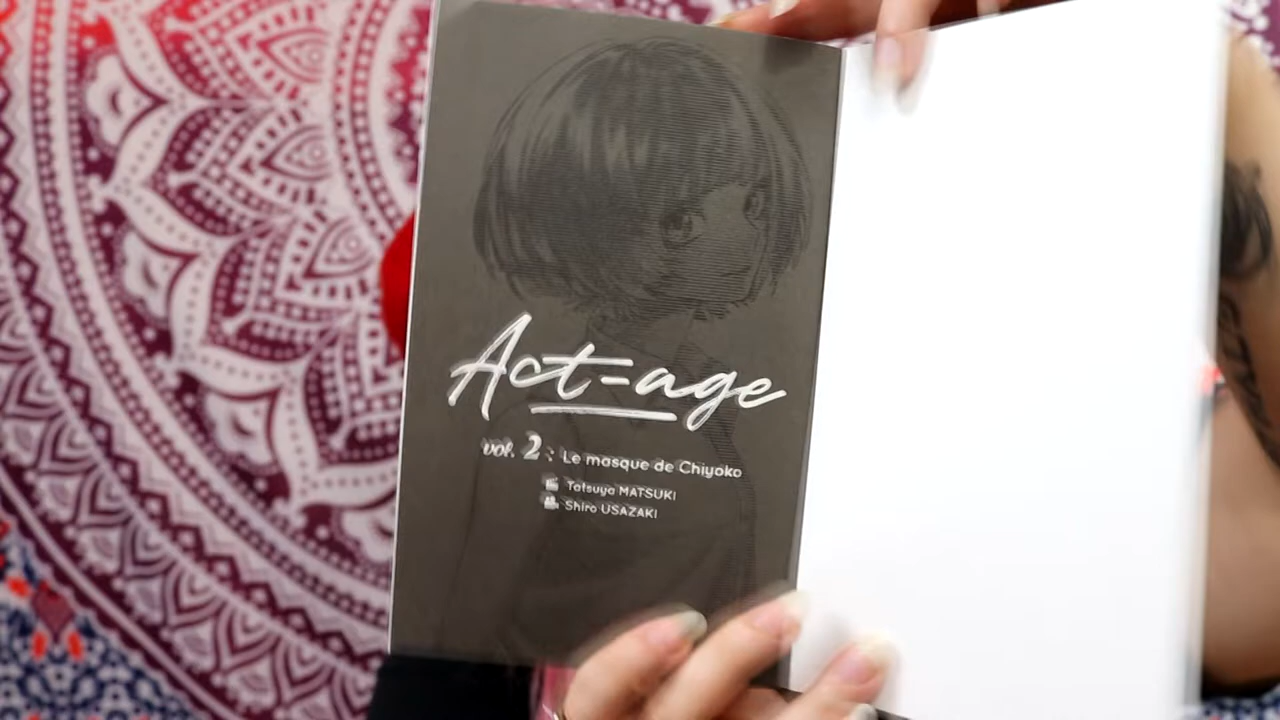 Act-age
vol. 2 : Le masque de Chiyoko
Tatsuya MATSUKI
Shiro USAZAKI